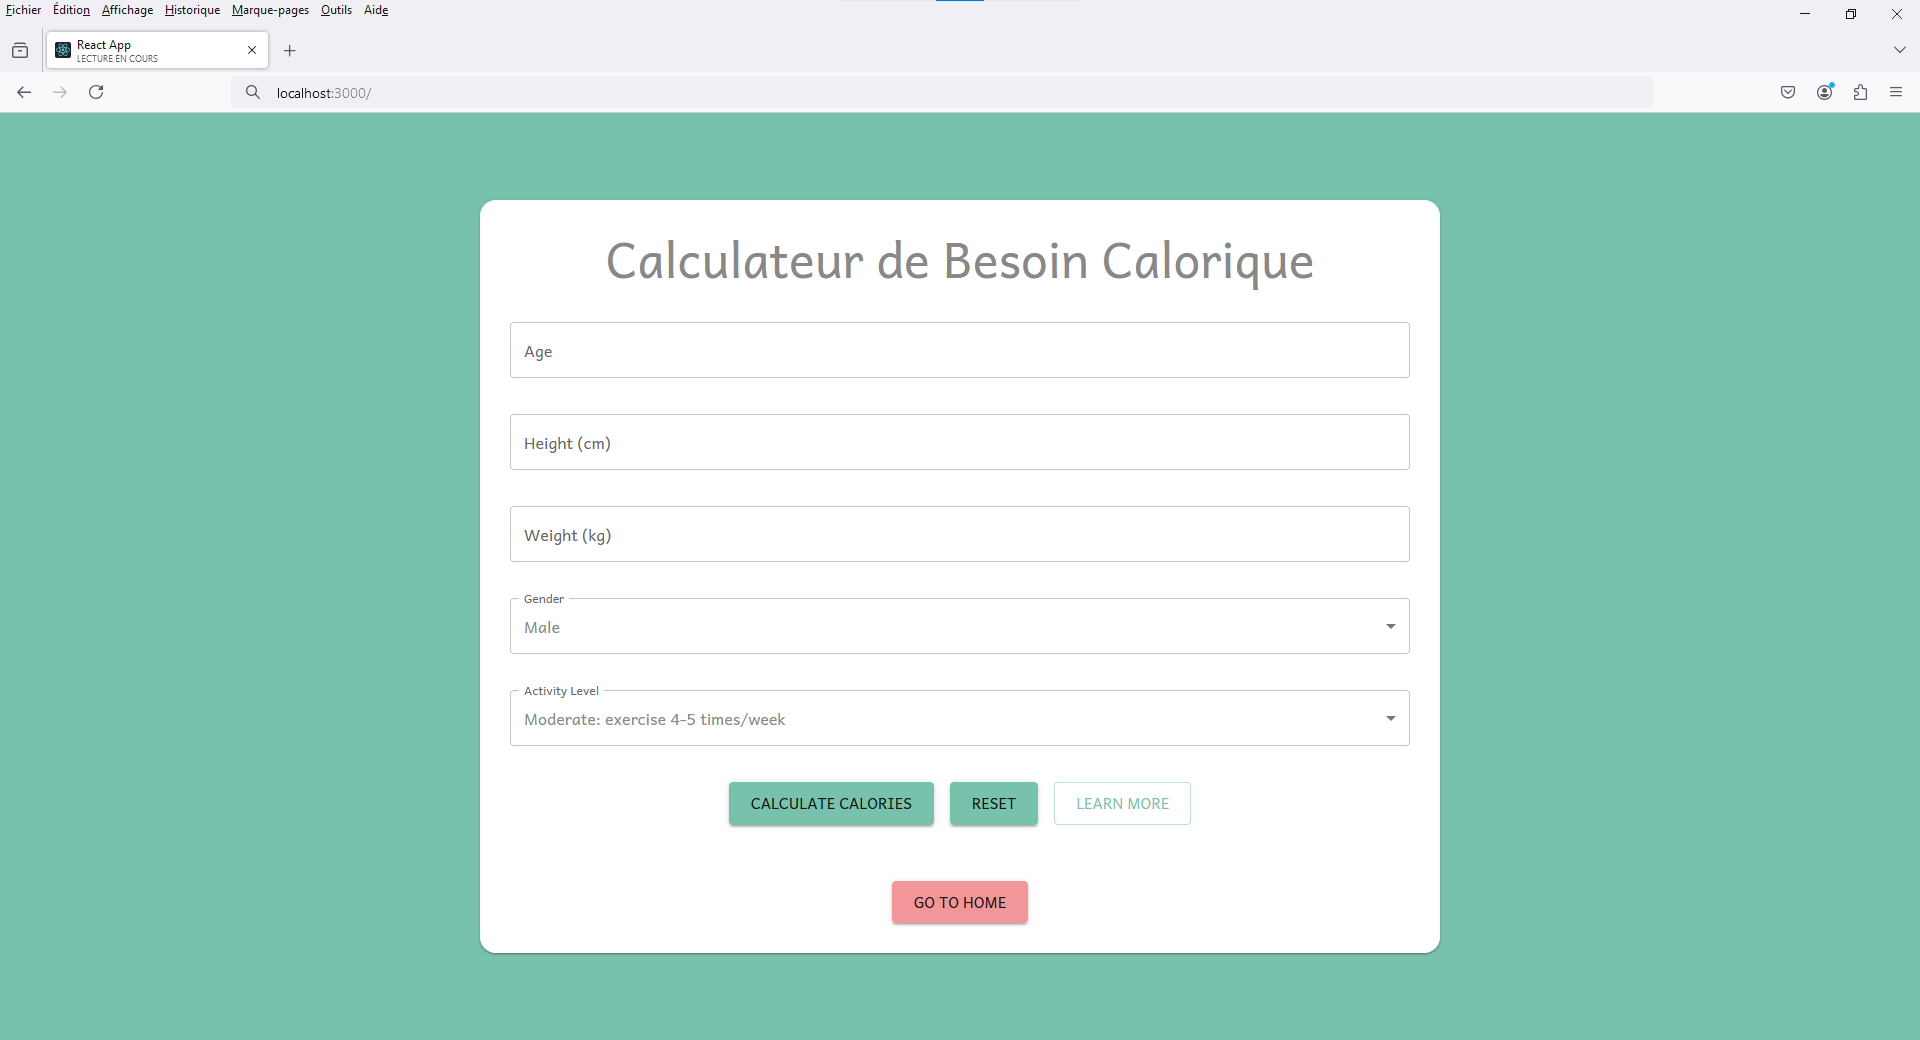 Fichier Édition Affichage Historique Marque-pages Outils Aide
React App
LECTURE EN COURS
localhost:3000/
Calculateur de Besoin Calorique
Age
Height (cm)
Weight (kg)
Gender
Male
Activity Level
Moderate: exercise 4-5 times/week
CALCULATE CALORIES RESET LEARN MORE
GO TO HOME